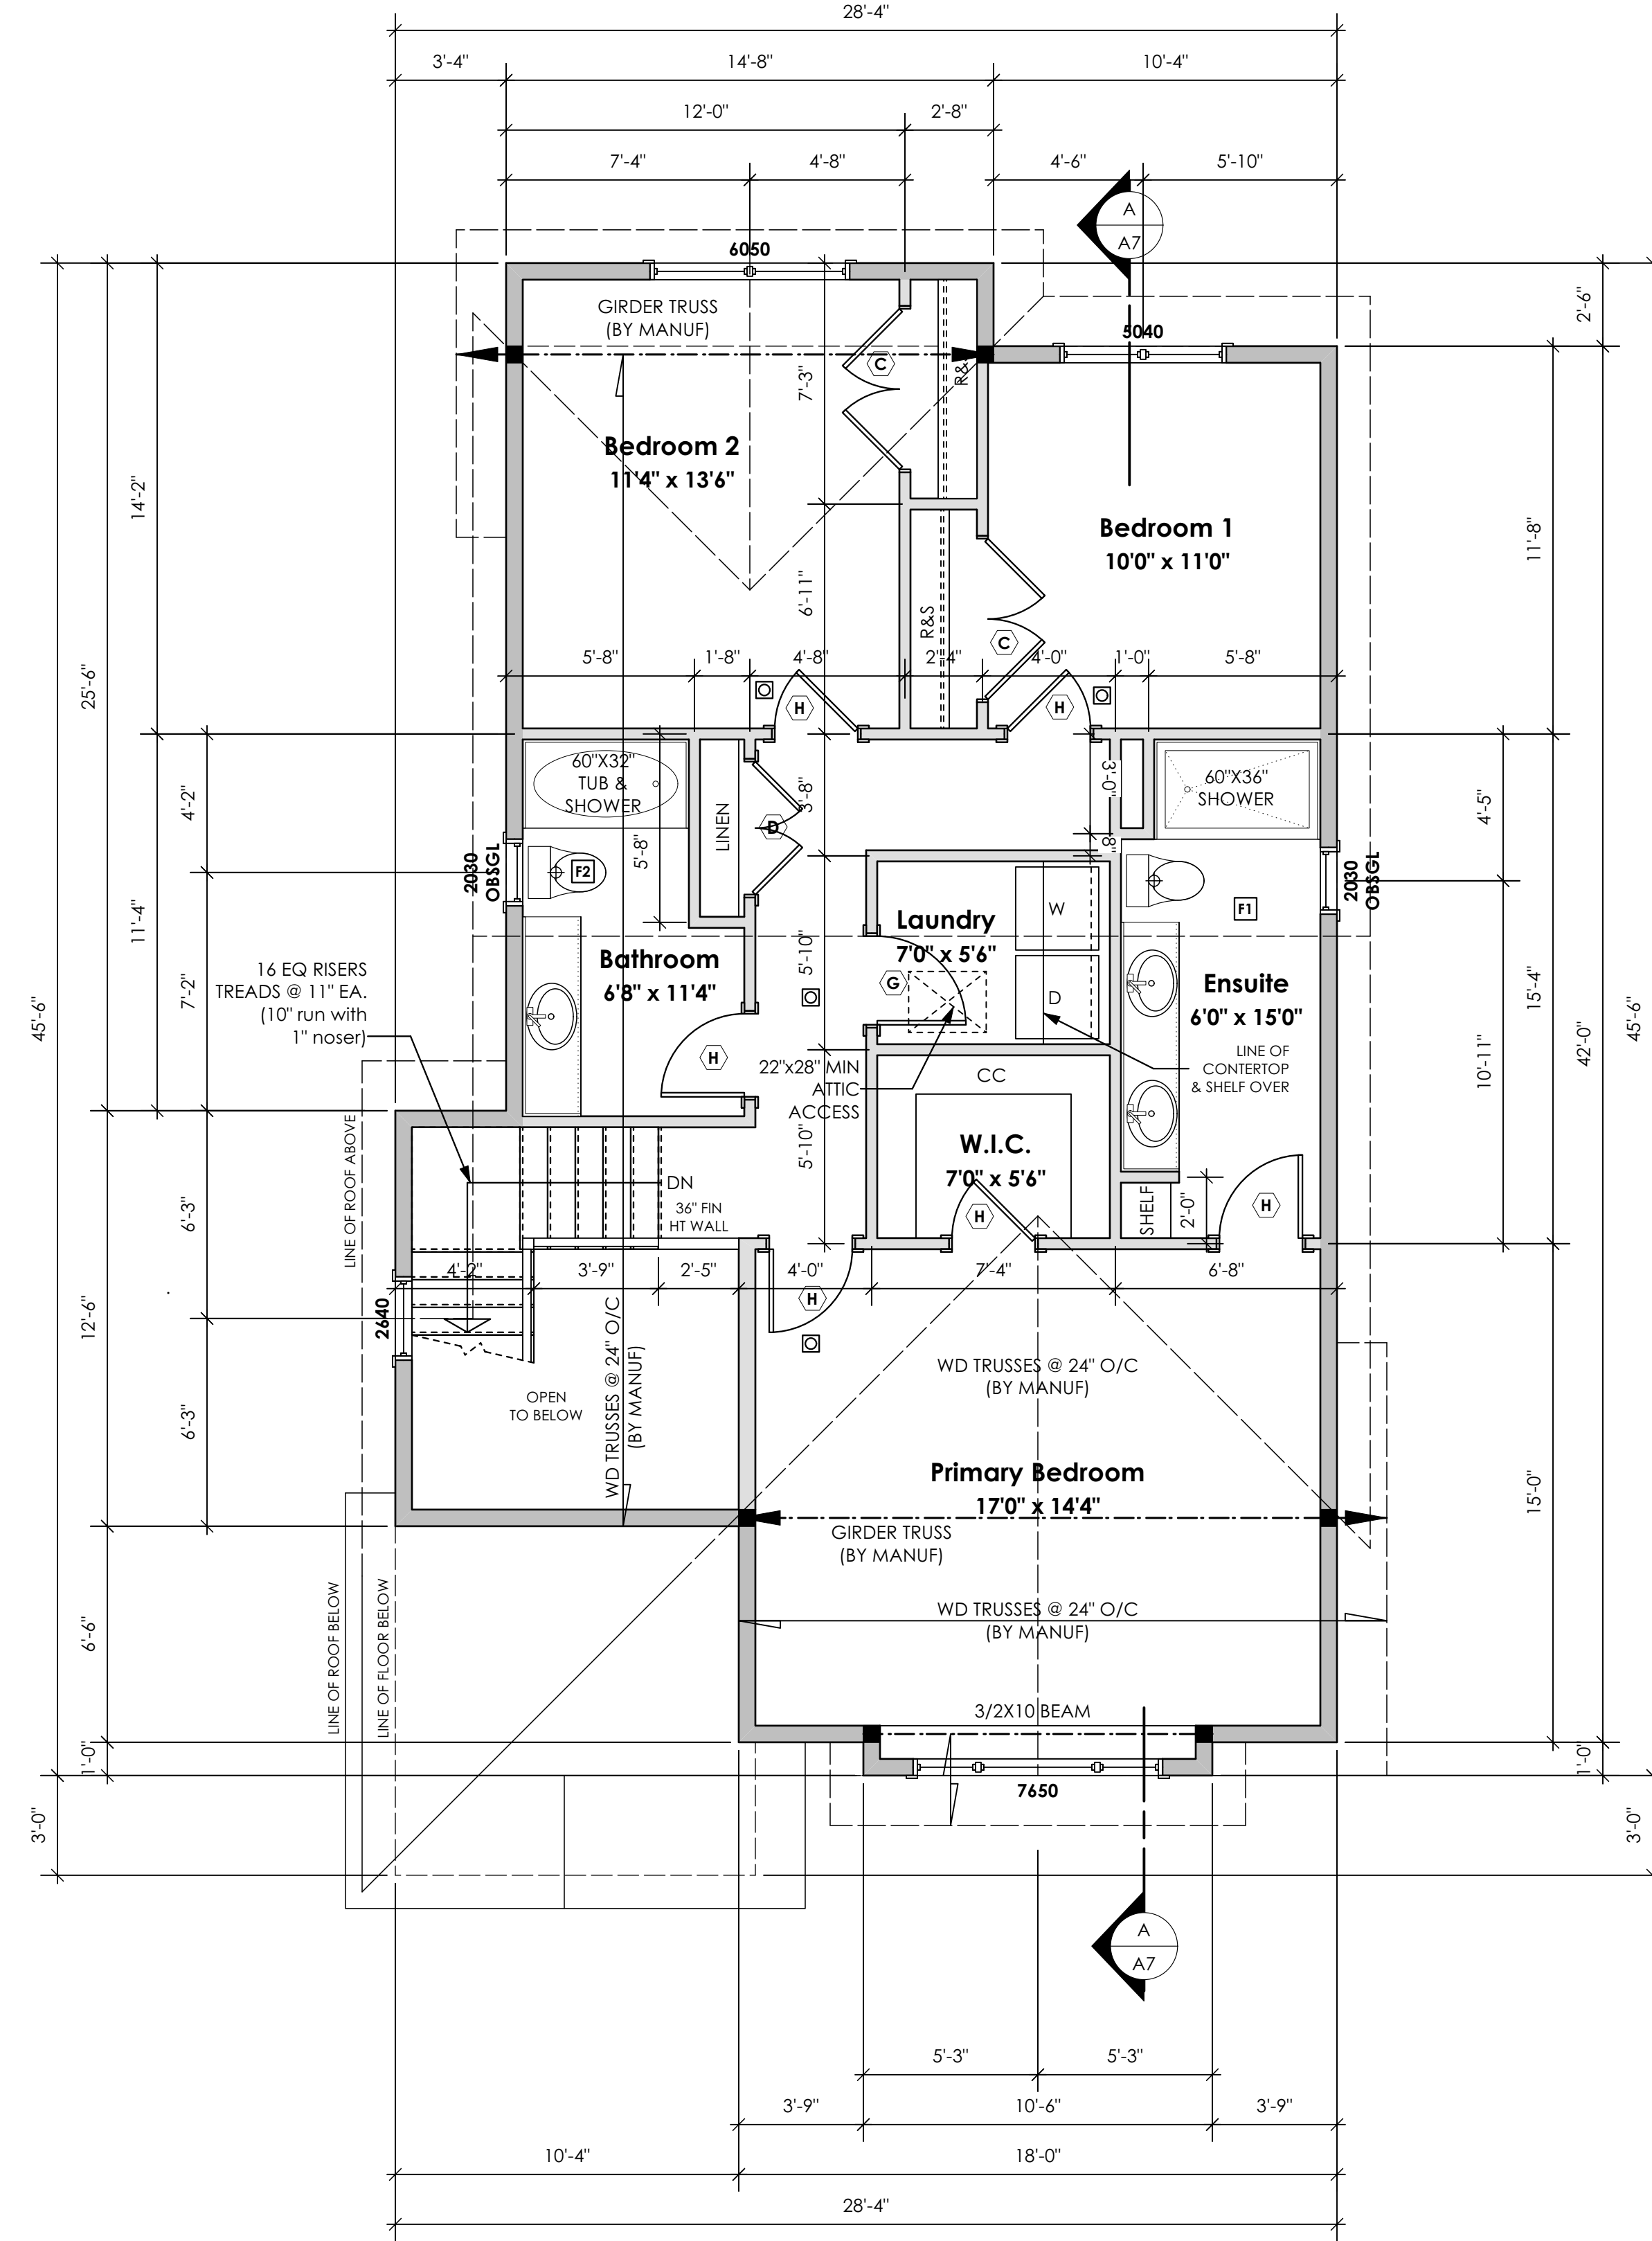 28'-4"
3'-4"
14'-8"
10'-4"
12'-0"
2'-8"
7'-4"
4'-8"
4'-6"
5'-10"
A
A7
6050
5040
GIRDER TRUSS
(BY MANUF)
C
R&S
7'-3"
2'-6"
Bedroom 2
11'4" x 13'6"
Bedroom 1
10'0" x 11'0"
14'-2"
11'-8"
6'-11"
R&S
C
25'-6"
5'-8"
1'-8"
4'-8"
2'-4"
4'-0"
1'-0"
5'-8"
H
H
60"X32"
TUB &
SHOWER
LINEN
D
3'-8"
3'-0"
8"
60"X36"
SHOWER
4'-2"
4'-5"
5'-8"
2030
OBSGL
F2
2030
OBSGL
F1
W
Laundry
7'0" x 5'6"
11'-4"
Bathroom
6'8" x 11'4"
5'-10"
G
D
Ensuite
6'0" x 15'0"
7'-2"
15'-4"
45'-6"
42'-0"
45'-6"
10'-11"
16 EQ RISERS
TREADS @ 11" EA.
(10" run with
1" noser)
H
22"x28" MIN
ATTIC
ACCESS
CC
LINE OF
CONTERTOP
& SHELF OVER
5'-10"
W.I.C.
7'0" x 5'6"
LINE OF ROOF ABOVE
DN
36" FIN
HT WALL
H
SHELF
2'-0"
H
6'-3"
4'-2"
3'-9"
2'-5"
4'-0"
7'-4"
6'-8"
H
2640
12'-6"
WD TRUSSES @ 24" O/C
(BY MANUF)
WD TRUSSES @ 24" O/C
(BY MANUF)
OPEN
TO BELOW
6'-3"
Primary Bedroom
17'0" x 14'4"
15'-0"
GIRDER TRUSS
(BY MANUF)
WD TRUSSES @ 24" O/C
(BY MANUF)
6'-6"
LINE OF ROOF BELOW
LINE OF FLOOR BELOW
3/2X10 BEAM
1'-0"
1'-0"
7650
3'-0"
3'-0"
A
A7
5'-3"
5'-3"
3'-9"
10'-6"
3'-9"
10'-4"
18'-0"
28'-4"